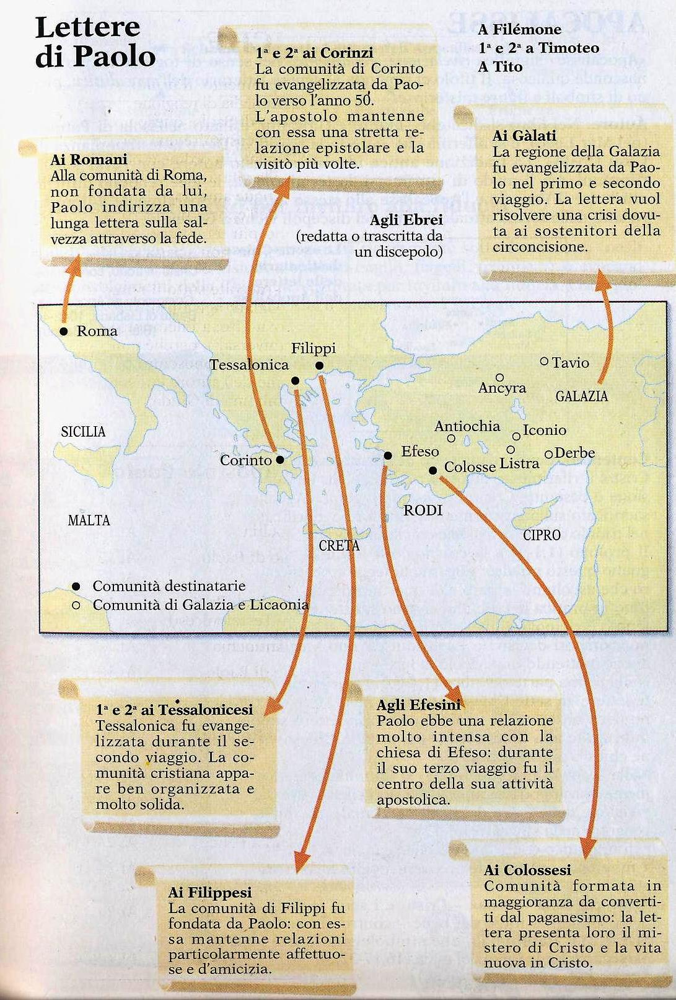 Lettere
di Paolo
A Filémone
1ª e 2ª a Timoteo
A Tito
1ª e 2ª ai Corinzi
La comunità di Corinto
fu evangelizzata da Pao-
lo verso l'anno 50.
L'apostolo mantenne
con essa una stretta re-
lazione epistolare e la
visitò più volte.
Ai Romani
Alla comunità di Roma,
non fondata da lui,
Paolo indirizza una
lunga lettera sulla sal-
vezza attraverso la fede.
Agli Ebrei
(redatta o trascritta da
un discepolo)
Ai Gàlati
La regione della Galazia
fu evangelizzata da Pao-
lo nel primo e secondo
viaggio. La lettera vuol
risolvere una crisi dovu-
ta ai sostenitori della
circoncisione.
Roma
Filippi
Tessalonica
Tavio
Ancyra
GALAZIA
SICILIA
Antiochia
Iconio
Corinto
Efeso
Derbe
Colosse
Listra
MALTA
RODI
CIPRO
CRETA
Comunità destinatarie
Comunità di Galazia e Licaonia
1ª e 2ª ai Tessalonicesi
Tessalonica fu evange-
lizzata durante il se-
condo viaggio. La co-
munità cristiana appa-
re ben organizzata e
molto solida.
Agli Efesini
Paolo ebbe una relazione
molto intensa con la
chiesa di Efeso: durante
il suo terzo viaggio fu il
centro della sua attività
apostolica.
Ai Filippesi
La comunità di Filippi fu
fondata da Paolo: con es-
sa mantenne relazioni
particolarmente affettuo-
se e d'amicizia.
Ai Colossesi
Comunità formata in
maggioranza da converti-
ti dal paganesimo: la let-
tera presenta loro il mi-
stero di Cristo e la vita
nuova in Cristo.